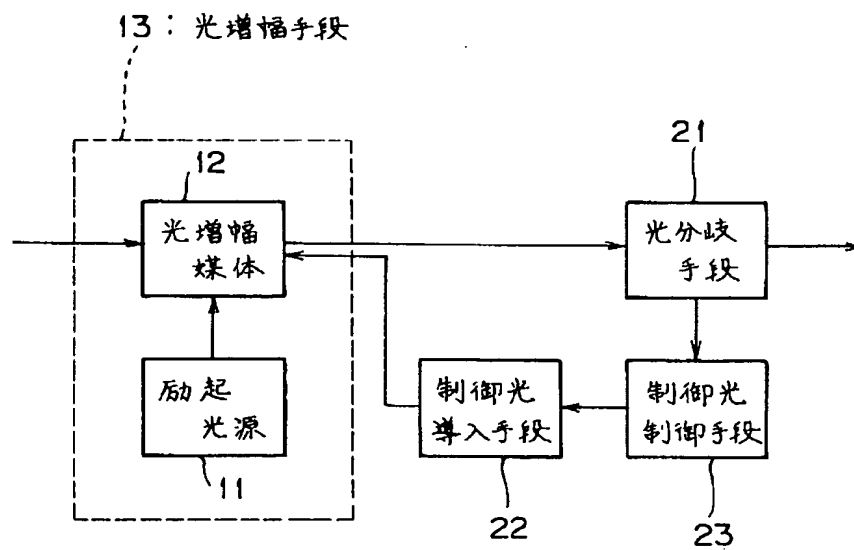 13：光増幅手段
12
光増幅
媒体
励起
光源
11
21
光分岐
手段
制御光
導入手段
22
制御光
制御手段
23